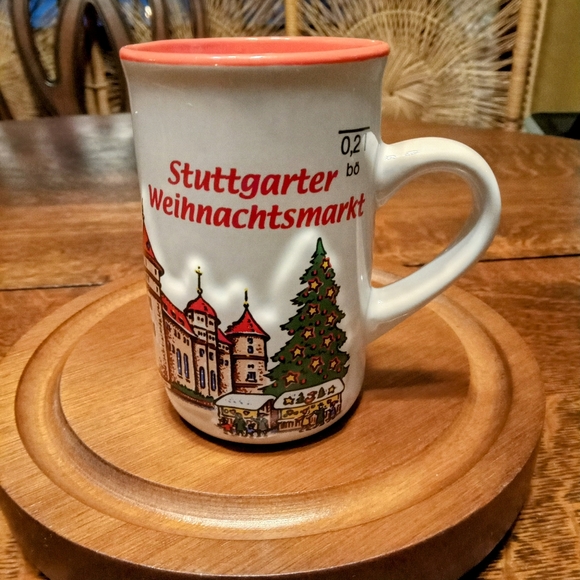 0,2 l
bö
Stuttgarter
Weihnachtsmarkt